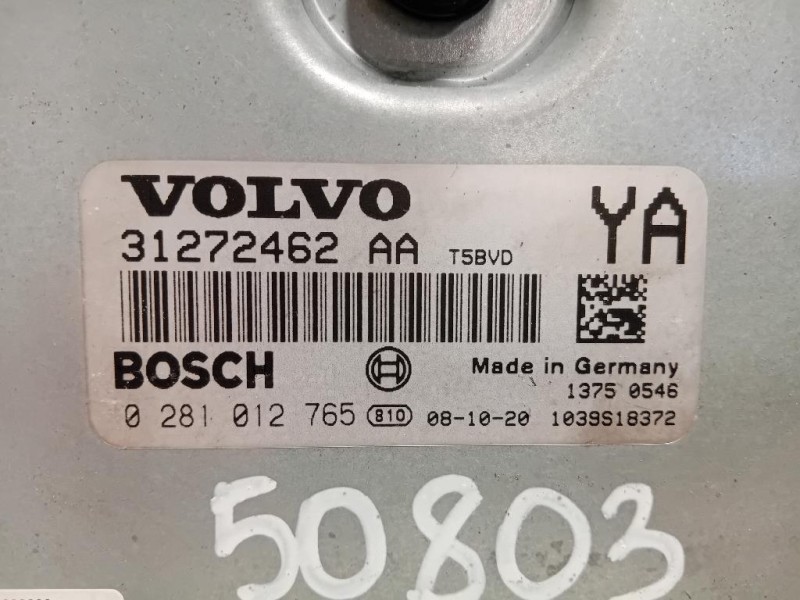 VOLVO YA
31272462 AA T5BVD
BOSCH Made in Germany
1375 0546
0 281 012 765 810 08-10-20 1039S18372
50803